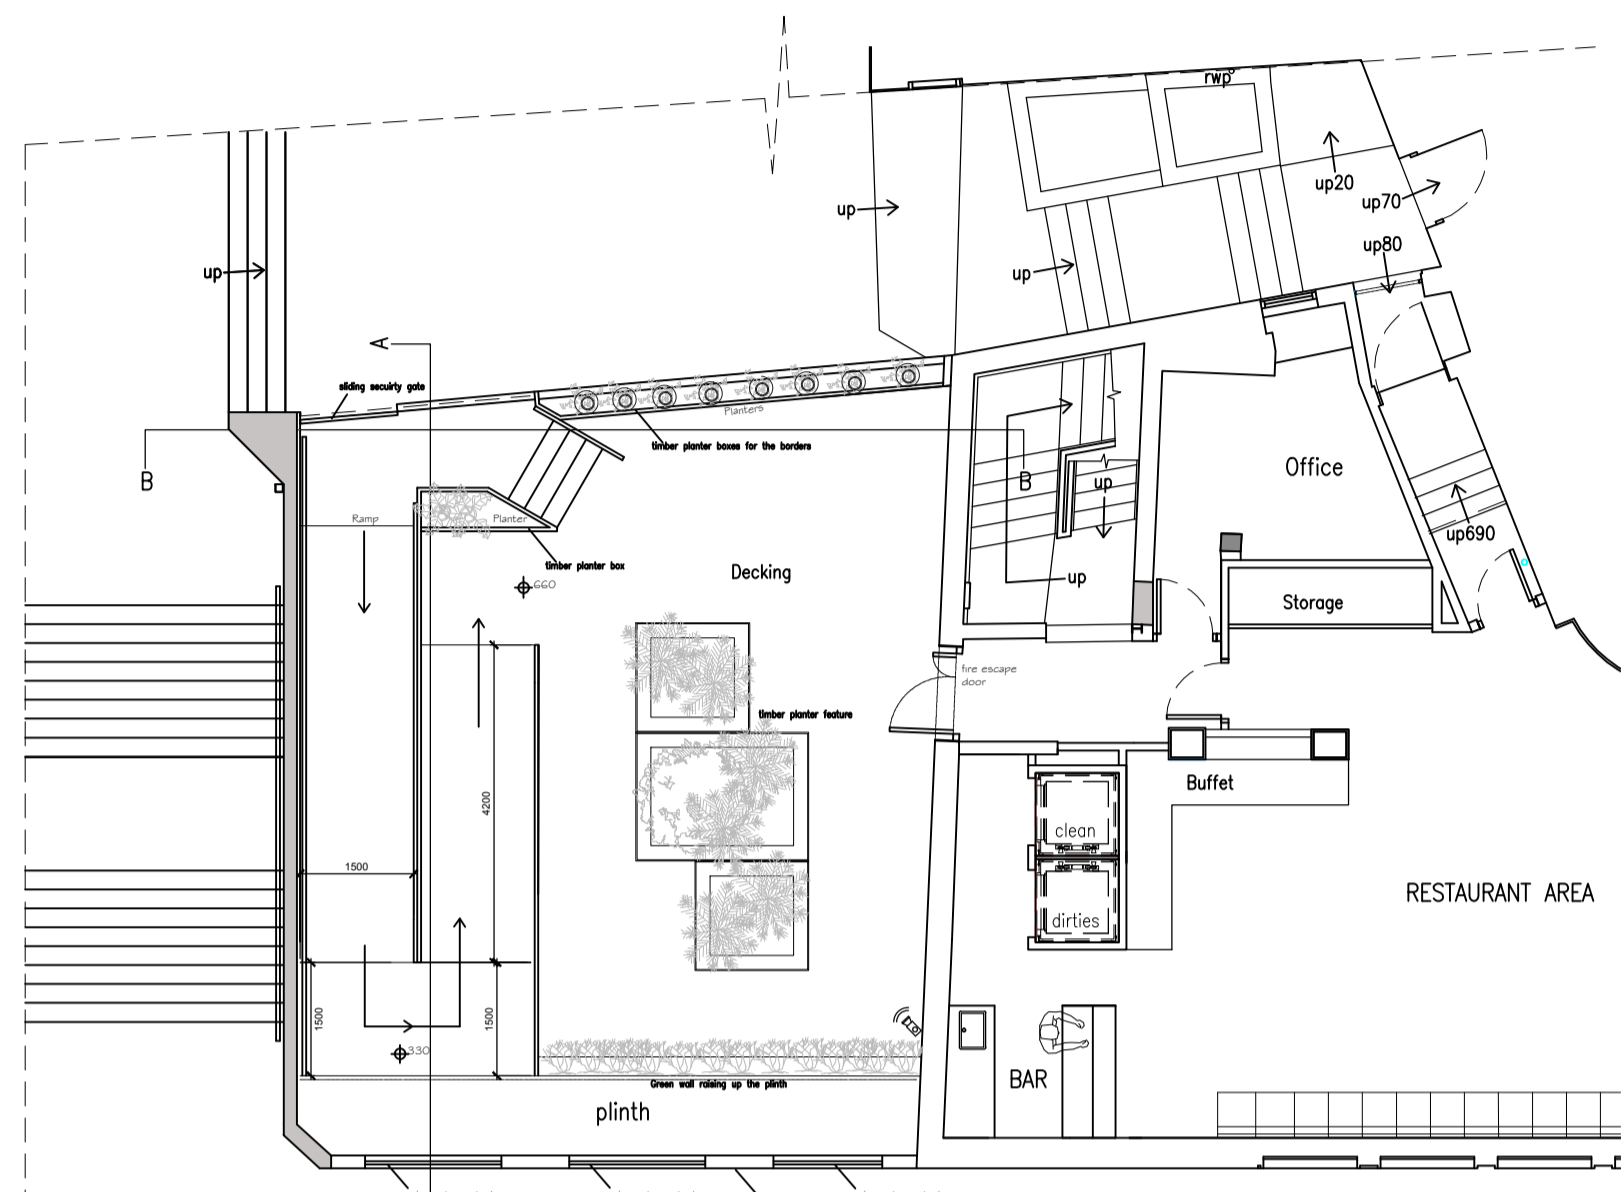 rwp
up20
up70
up
up80
up
up
A
sliding secuirty gate
Planters
timber planter boxes for the borders
B
B
Office
up
Ramp
Planter
up690
timber planter box
Decking
660
up
Storage
fire escape
door
timber planter feature
Buffet
4200
clean
1500
RESTAURANT AREA
dirties
1500
1500
330
BAR
Green wall raising up the plinth
plinth